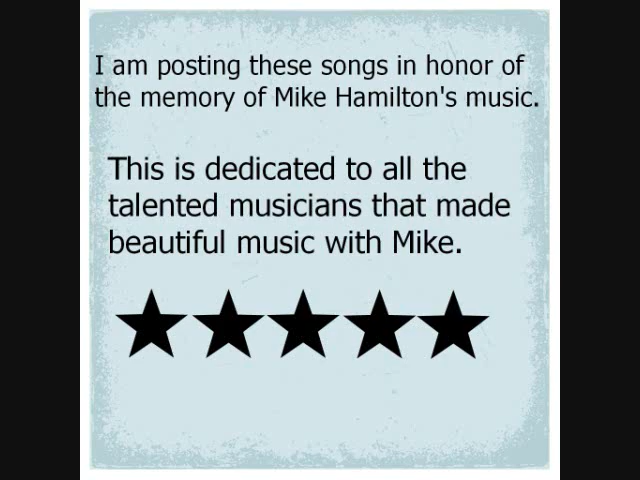 I am posting these songs in honor of
the memory of Mike Hamilton's music.
This is dedicated to all the
talented musicians that made
beautiful music with Mike.